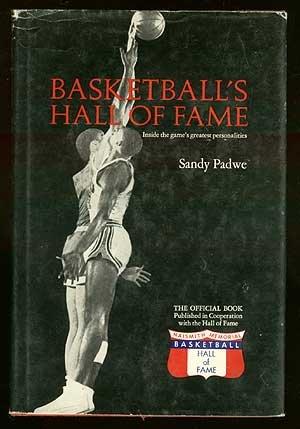 BASKETBALL'S
HALL OF FAME
Inside the game's greatest personalities
Sandy Padwe
THE OFFICIAL BOOK
Published in Cooperation
with the Hall of Fame
NAISMITH MEMORIAL
BASKETBALL
HALL
of
FAME